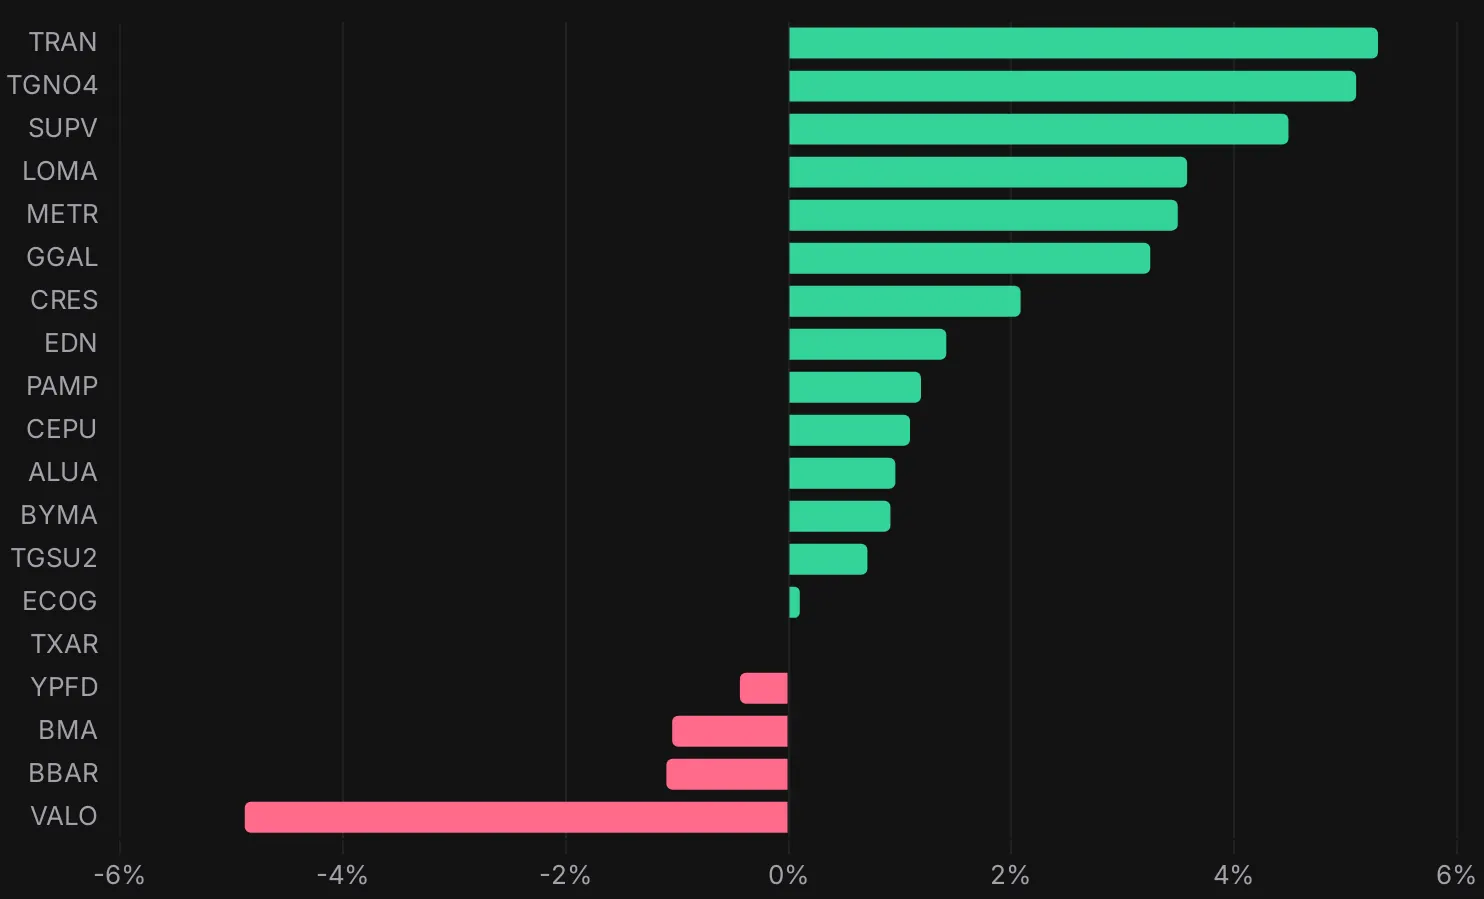 TRAN
TGNO4
SUPV
LOMA
METR
GGAL
CRES
EDN
PAMP
CEPU
ALUA
BYMA
TGSU2
ECOG
TXAR
YPFD
BMA
BBAR
VALO
-6% -4% -2% 0% 2% 4% 6%